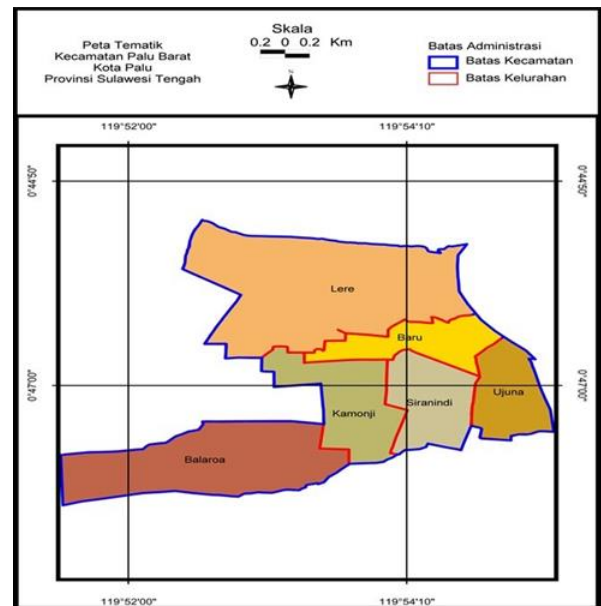 Peta Tematik
Kecamatan Palu Barat
Kota Palu
Provinsi Sulawesi Tengah
Skala
0.2 0 0.2 Km
N
Batas Administrasi
Batas Kecamatan
Batas Kelurahan
119°52'00"
119°54'10"
0°44'50"
0°44'50"
Lere
Baru
0°47'00"
0°47'00"
Ujuna
Siranindi
Kamonji
Balaroa
119°52'00"
119°54'10"